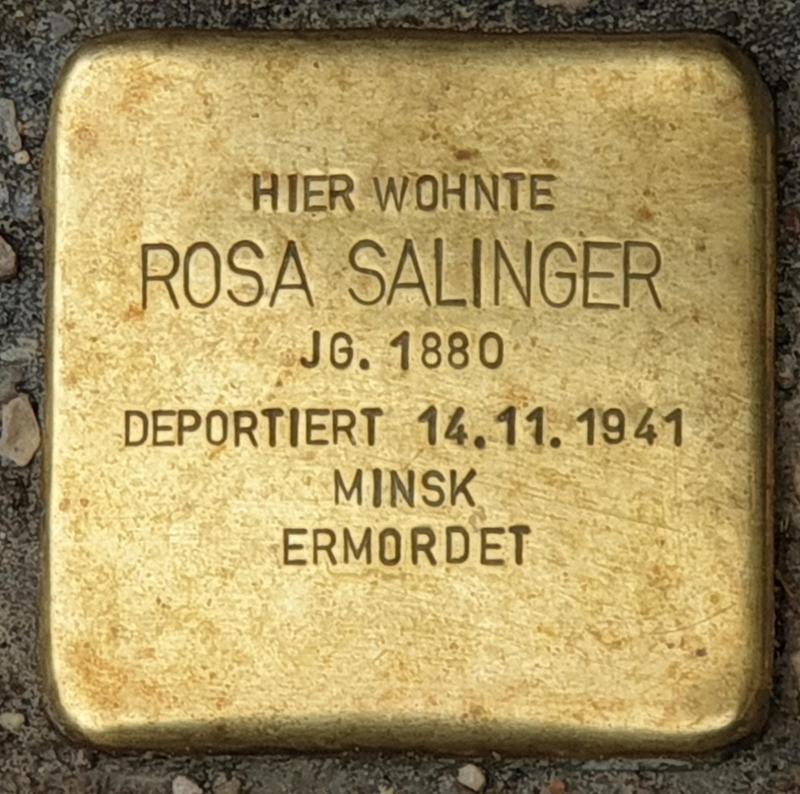 HIER WOHNTE
ROSA SALINGER
JG. 1880
DEPORTIERT 14.11.1941
MINSK
ERMORDET